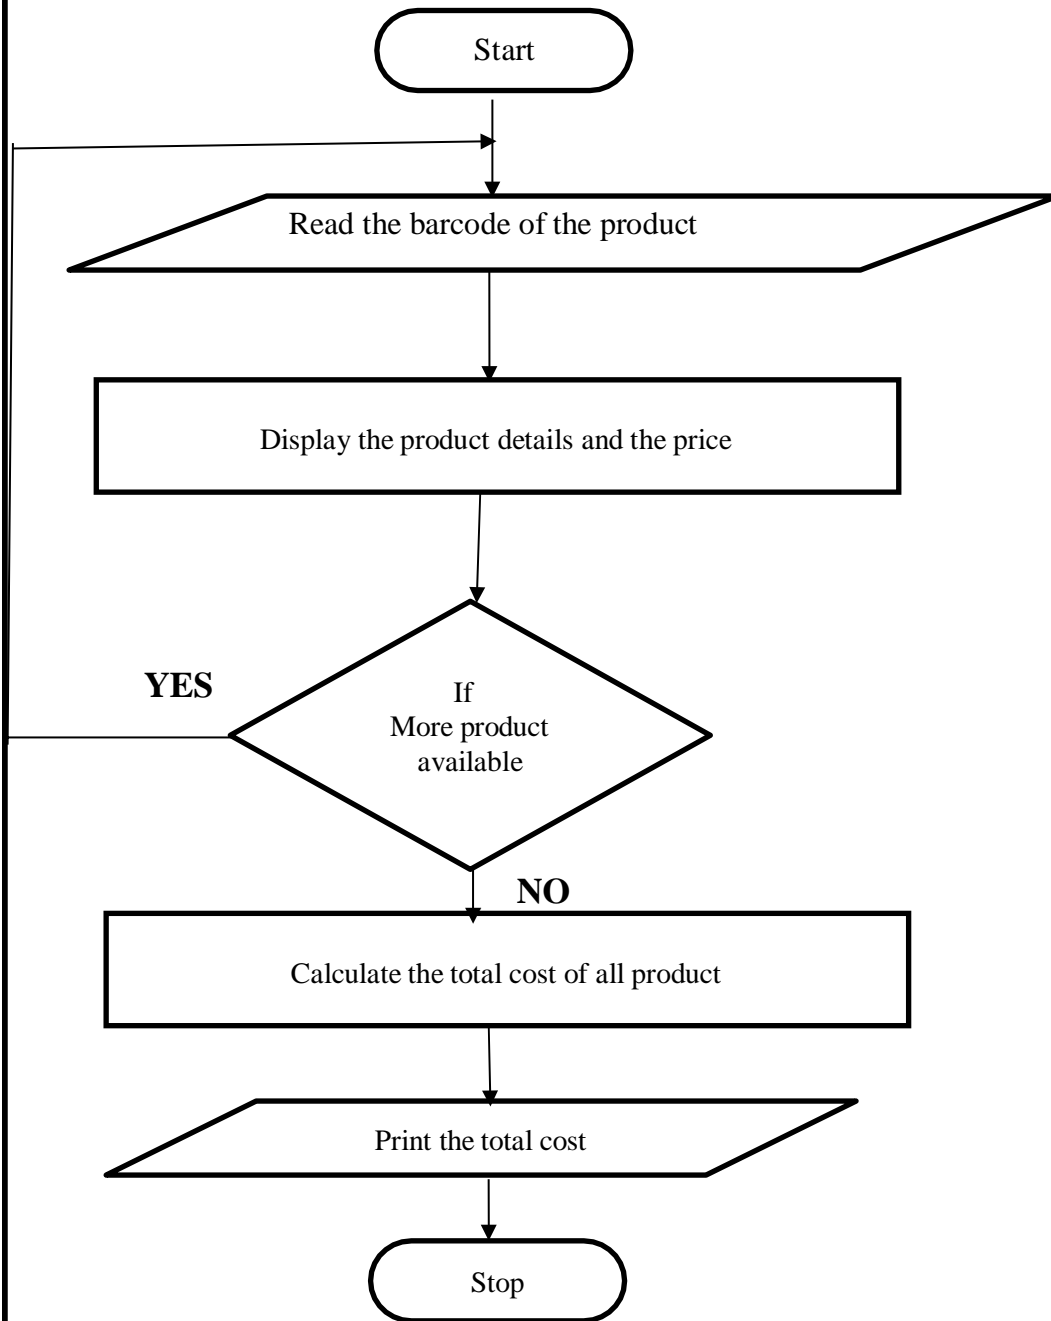 Start
Read the barcode of the product
Display the product details and the price
YES
If
More product
available
NO
Calculate the total cost of all product
Print the total cost
Stop